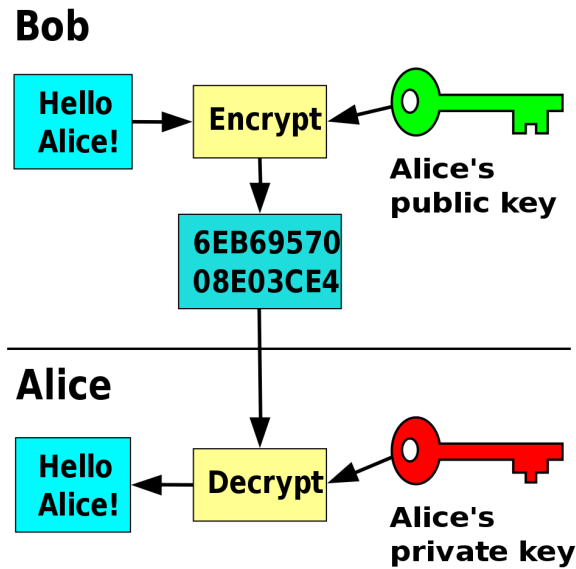 Bob
Hello
Alice!
Encrypt
Alice's
public key
6EB69570
08E03CE4
Alice
Hello
Alice!
Decrypt
Alice's
private key